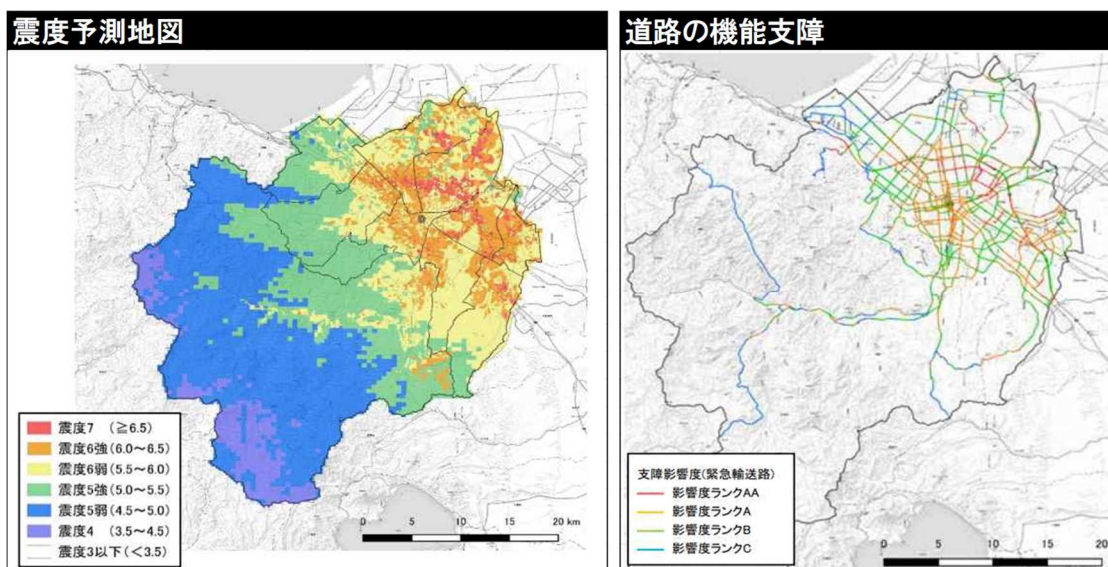 震度予測地図
震度7 (≧6.5)
震度6強(6.0~6.5)
震度6弱(5.5~6.0)
震度5強(5.0~5.5)
震度5弱(4.5~5.0)
震度4 (3.5~4.5)
震度3以下(<3.5)
0 5 10 15 20 km
道路の機能支障
支障影響度(緊急輸送路)
影響度ランクAA
影響度ランクA
影響度ランクB
影響度ランクC
0 5 10 15 20